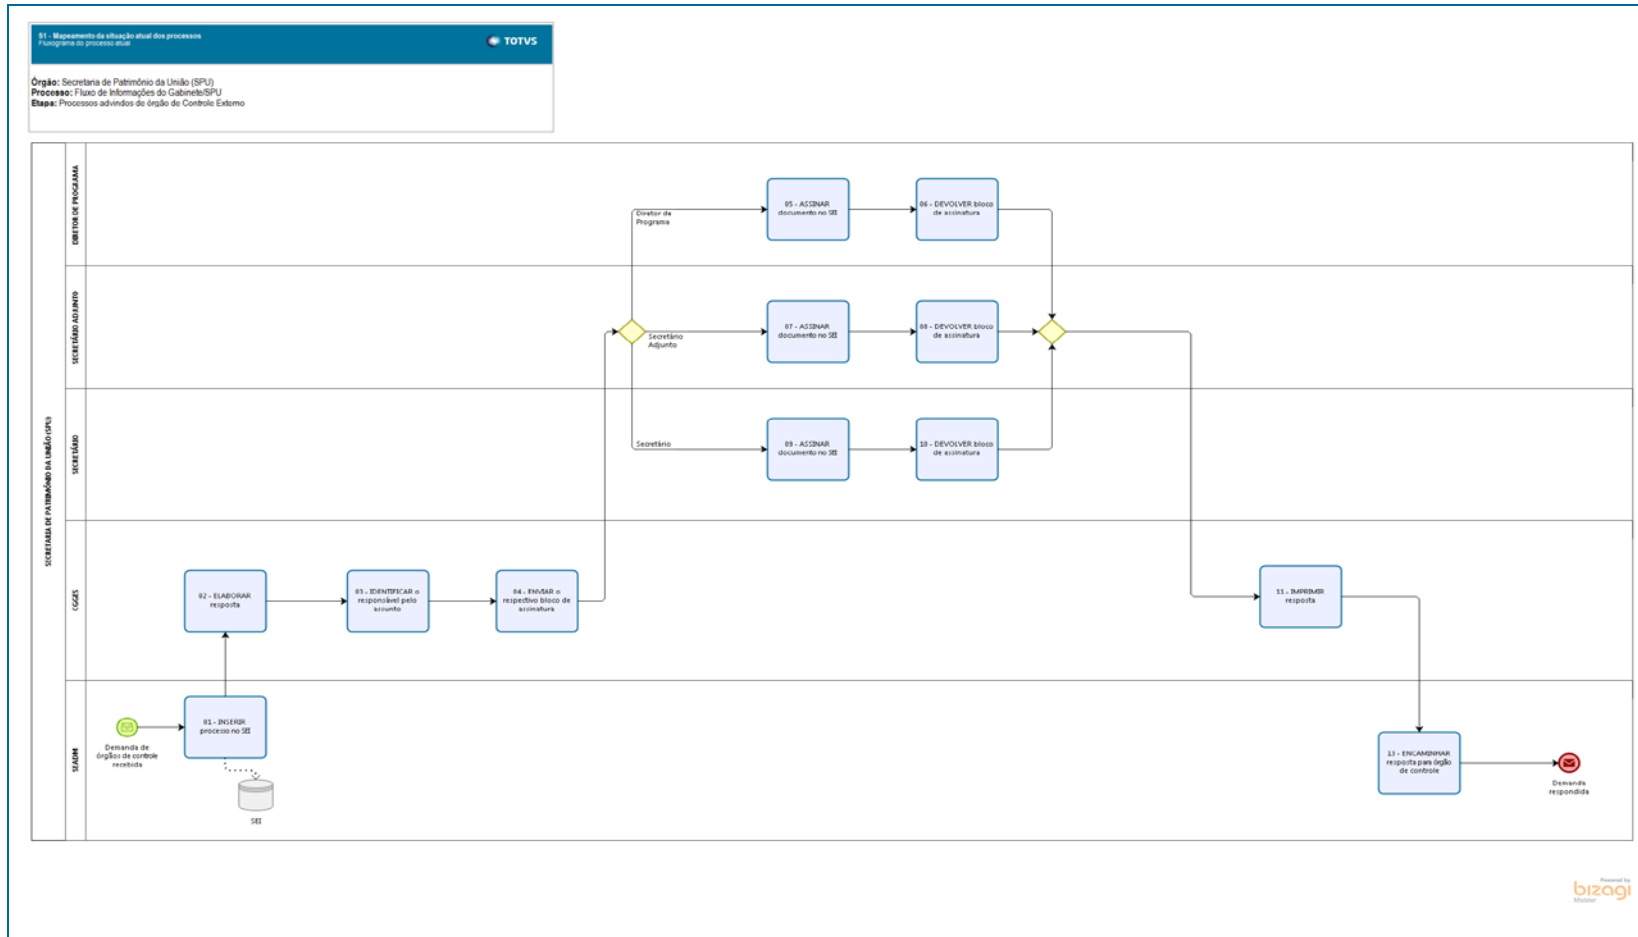 S1 - Mapeamento da situação atual dos processos
Fluxograma do processo atual
TOTVS
Órgão: Secretaria de Patrimônio da União (SPU)
Processo: Fluxo de Informações do Gabinete/SPU
Etapa: Processos advindos de órgão de Controle Externo
SECRETARIA DE PATRIMÔNIO DA UNIÃO (SPU)
DIRETOR DE PROGRAMA
Diretor de
Programa
05 - ASSINAR
documento no SEI
06 - DEVOLVER bloco
de assinatura
SECRETÁRIO ADJUNTO
Secretário
Adjunto
07 - ASSINAR
documento no SEI
08 - DEVOLVER bloco
de assinatura
SECRETÁRIO
Secretário
09 - ASSINAR
documento no SEI
10 - DEVOLVER bloco
de assinatura
CGGES
02 - ELABORAR
resposta
03 - IDENTIFICAR o
responsável pelo
assunto
04 - ENVIAR o
respectivo bloco de
assinatura
11 - IMPRIMIR
resposta
SEADM
Demanda de
órgãos de controle
recebida
01 - INSERIR
processo no SEI
SEI
13 - ENCAMINHAR
resposta para órgão
de controle
Demanda
respondida
Powered by
bizagi
Modeler